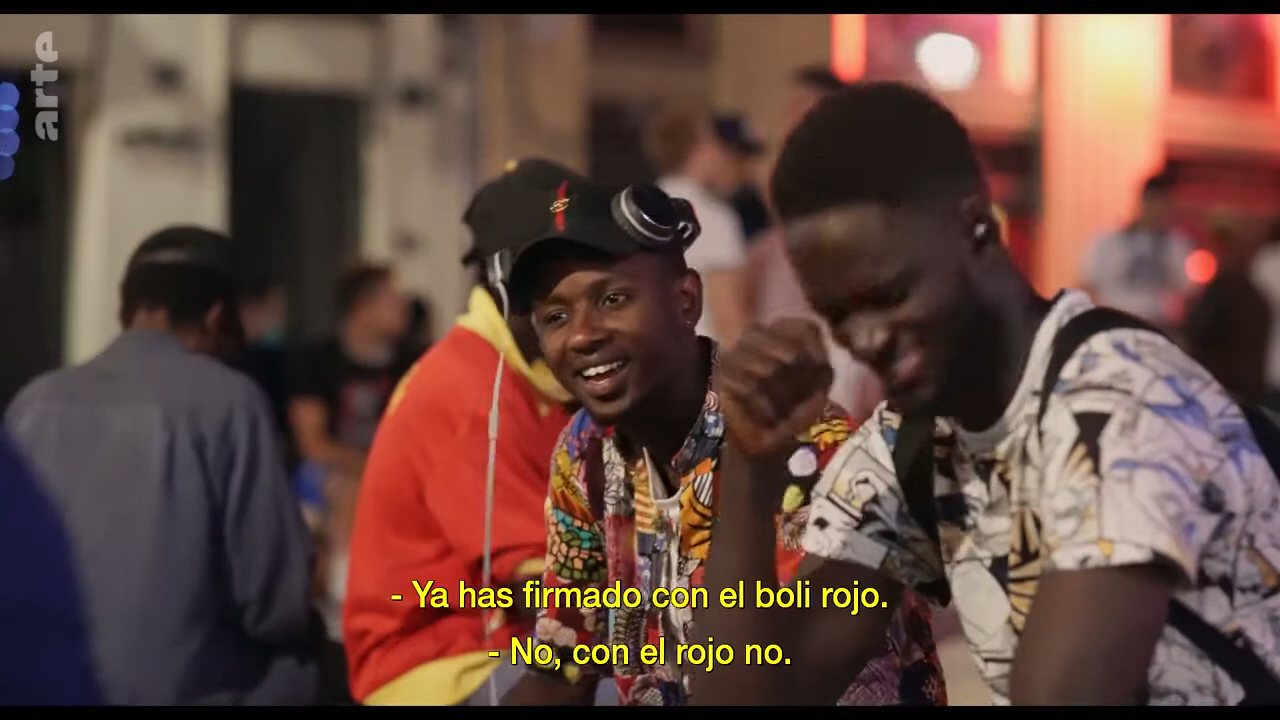 arte
- Ya has firmado con el boli rojo.
- No, con el rojo no.